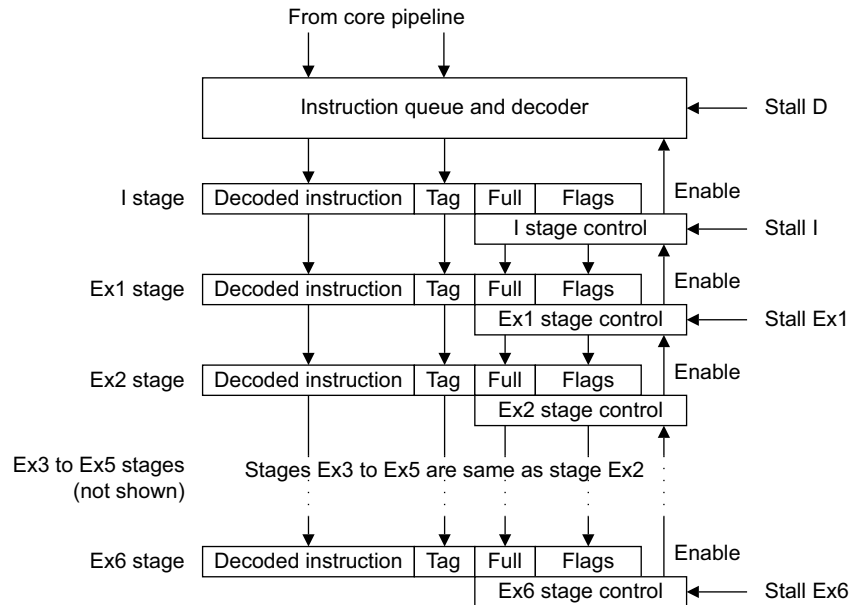 From core pipeline
Instruction queue and decoder
Stall D
I stage
Decoded instruction Tag Full Flags
Enable
I stage control
Stall I
Ex1 stage
Decoded instruction Tag Full Flags
Enable
Ex1 stage control
Stall Ex1
Ex2 stage
Decoded instruction Tag Full Flags
Enable
Ex2 stage control
Ex3 to Ex5 stages
(not shown)
Stages Ex3 to Ex5 are same as stage Ex2
Ex6 stage
Decoded instruction Tag Full Flags
Enable
Ex6 stage control
Stall Ex6